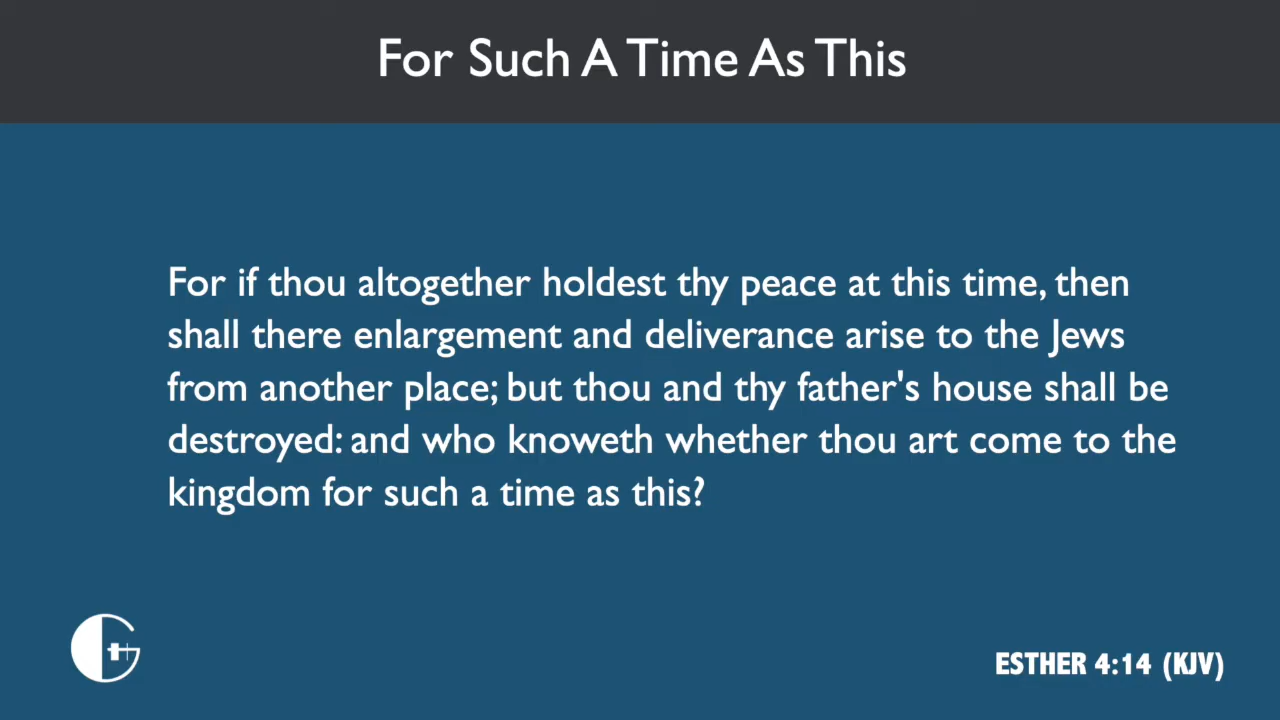 For Such A Time As This
For if thou altogether holdest thy peace at this time, then
shall there enlargement and deliverance arise to the Jews
from another place; but thou and thy father's house shall be
destroyed: and who knoweth whether thou art come to the
kingdom for such a time as this?
ESTHER 4:14 (KJV)